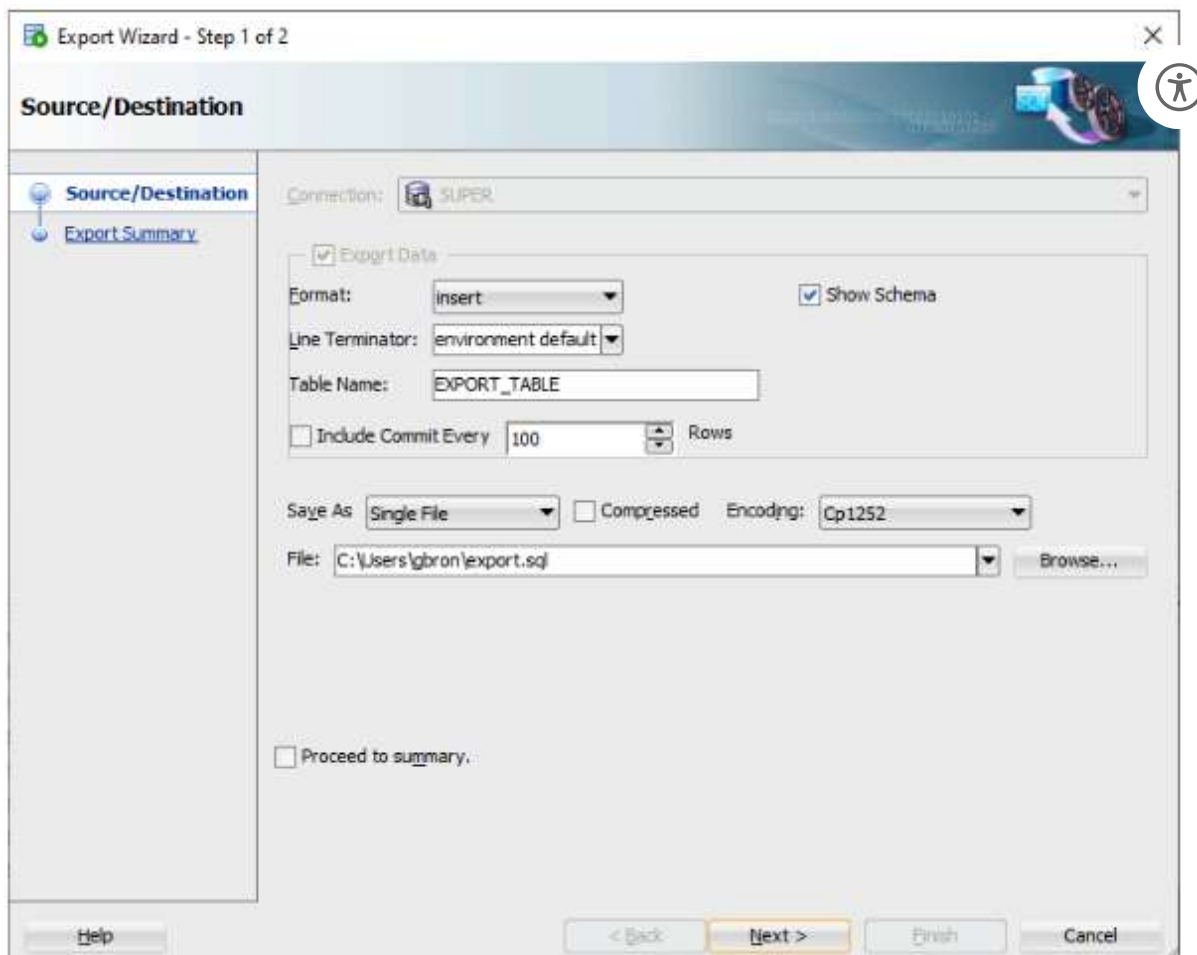 Export Wizard - Step 1 of 2
Source/Destination
Source/Destination
Export Summary
Connection: SUPER
Export Data
Format: insert Show Schema
Line Terminator: environment default
Table Name: EXPORT_TABLE
Include Commit Every 100 Rows
Save As Single File Compressed Encoding: Cp1252
File: C:\Users\gbron\export.sql Browse...
Proceed to summary.
Help < Back Next > Finish Cancel